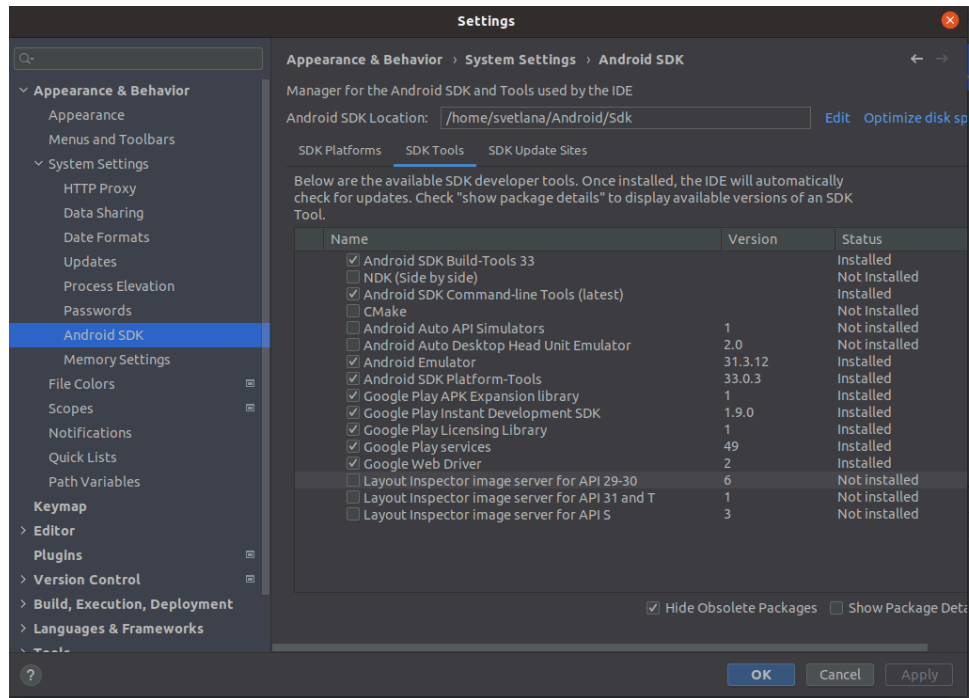 Settings
Appearance & Behavior › System Settings › Android SDK
Manager for the Android SDK and Tools used by the IDE
Android SDK Location: /home/svetlana/Android/Sdk Edit Optimize disk sp
SDK Platforms SDK Tools SDK Update Sites
Below are the available SDK developer tools. Once installed, the IDE will automatically
check for updates. Check "show package details" to display available versions of an SDK
Tool.
Name Version Status
Android SDK Build-Tools 33 Installed
NDK (Side by side) Not Installed
Android SDK Command-line Tools (latest) Installed
CMake Not Installed
Android Auto API Simulators 1 Not installed
Android Auto Desktop Head Unit Emulator 2.0 Not installed
Android Emulator 31.3.12 Installed
Android SDK Platform-Tools 33.0.3 Installed
Google Play APK Expansion library 1 Installed
Google Play Instant Development SDK 1.9.0 Installed
Google Play Licensing Library 1 Installed
Google Play services 49 Installed
Google Web Driver 2 Installed
Layout Inspector image server for API 29-30 6 Not installed
Layout Inspector image server for API 31 and T 1 Not installed
Layout Inspector image server for API S 3 Not installed
Hide Obsolete Packages Show Package Deta
Appearance & Behavior
Appearance
Menus and Toolbars
System Settings
HTTP Proxy
Data Sharing
Date Formats
Updates
Process Elevation
Passwords
Android SDK
Memory Settings
File Colors
Scopes
Notifications
Quick Lists
Path Variables
Keymap
Editor
Plugins
Version Control
Build, Execution, Deployment
Languages & Frameworks
Tools
? OK Cancel Apply